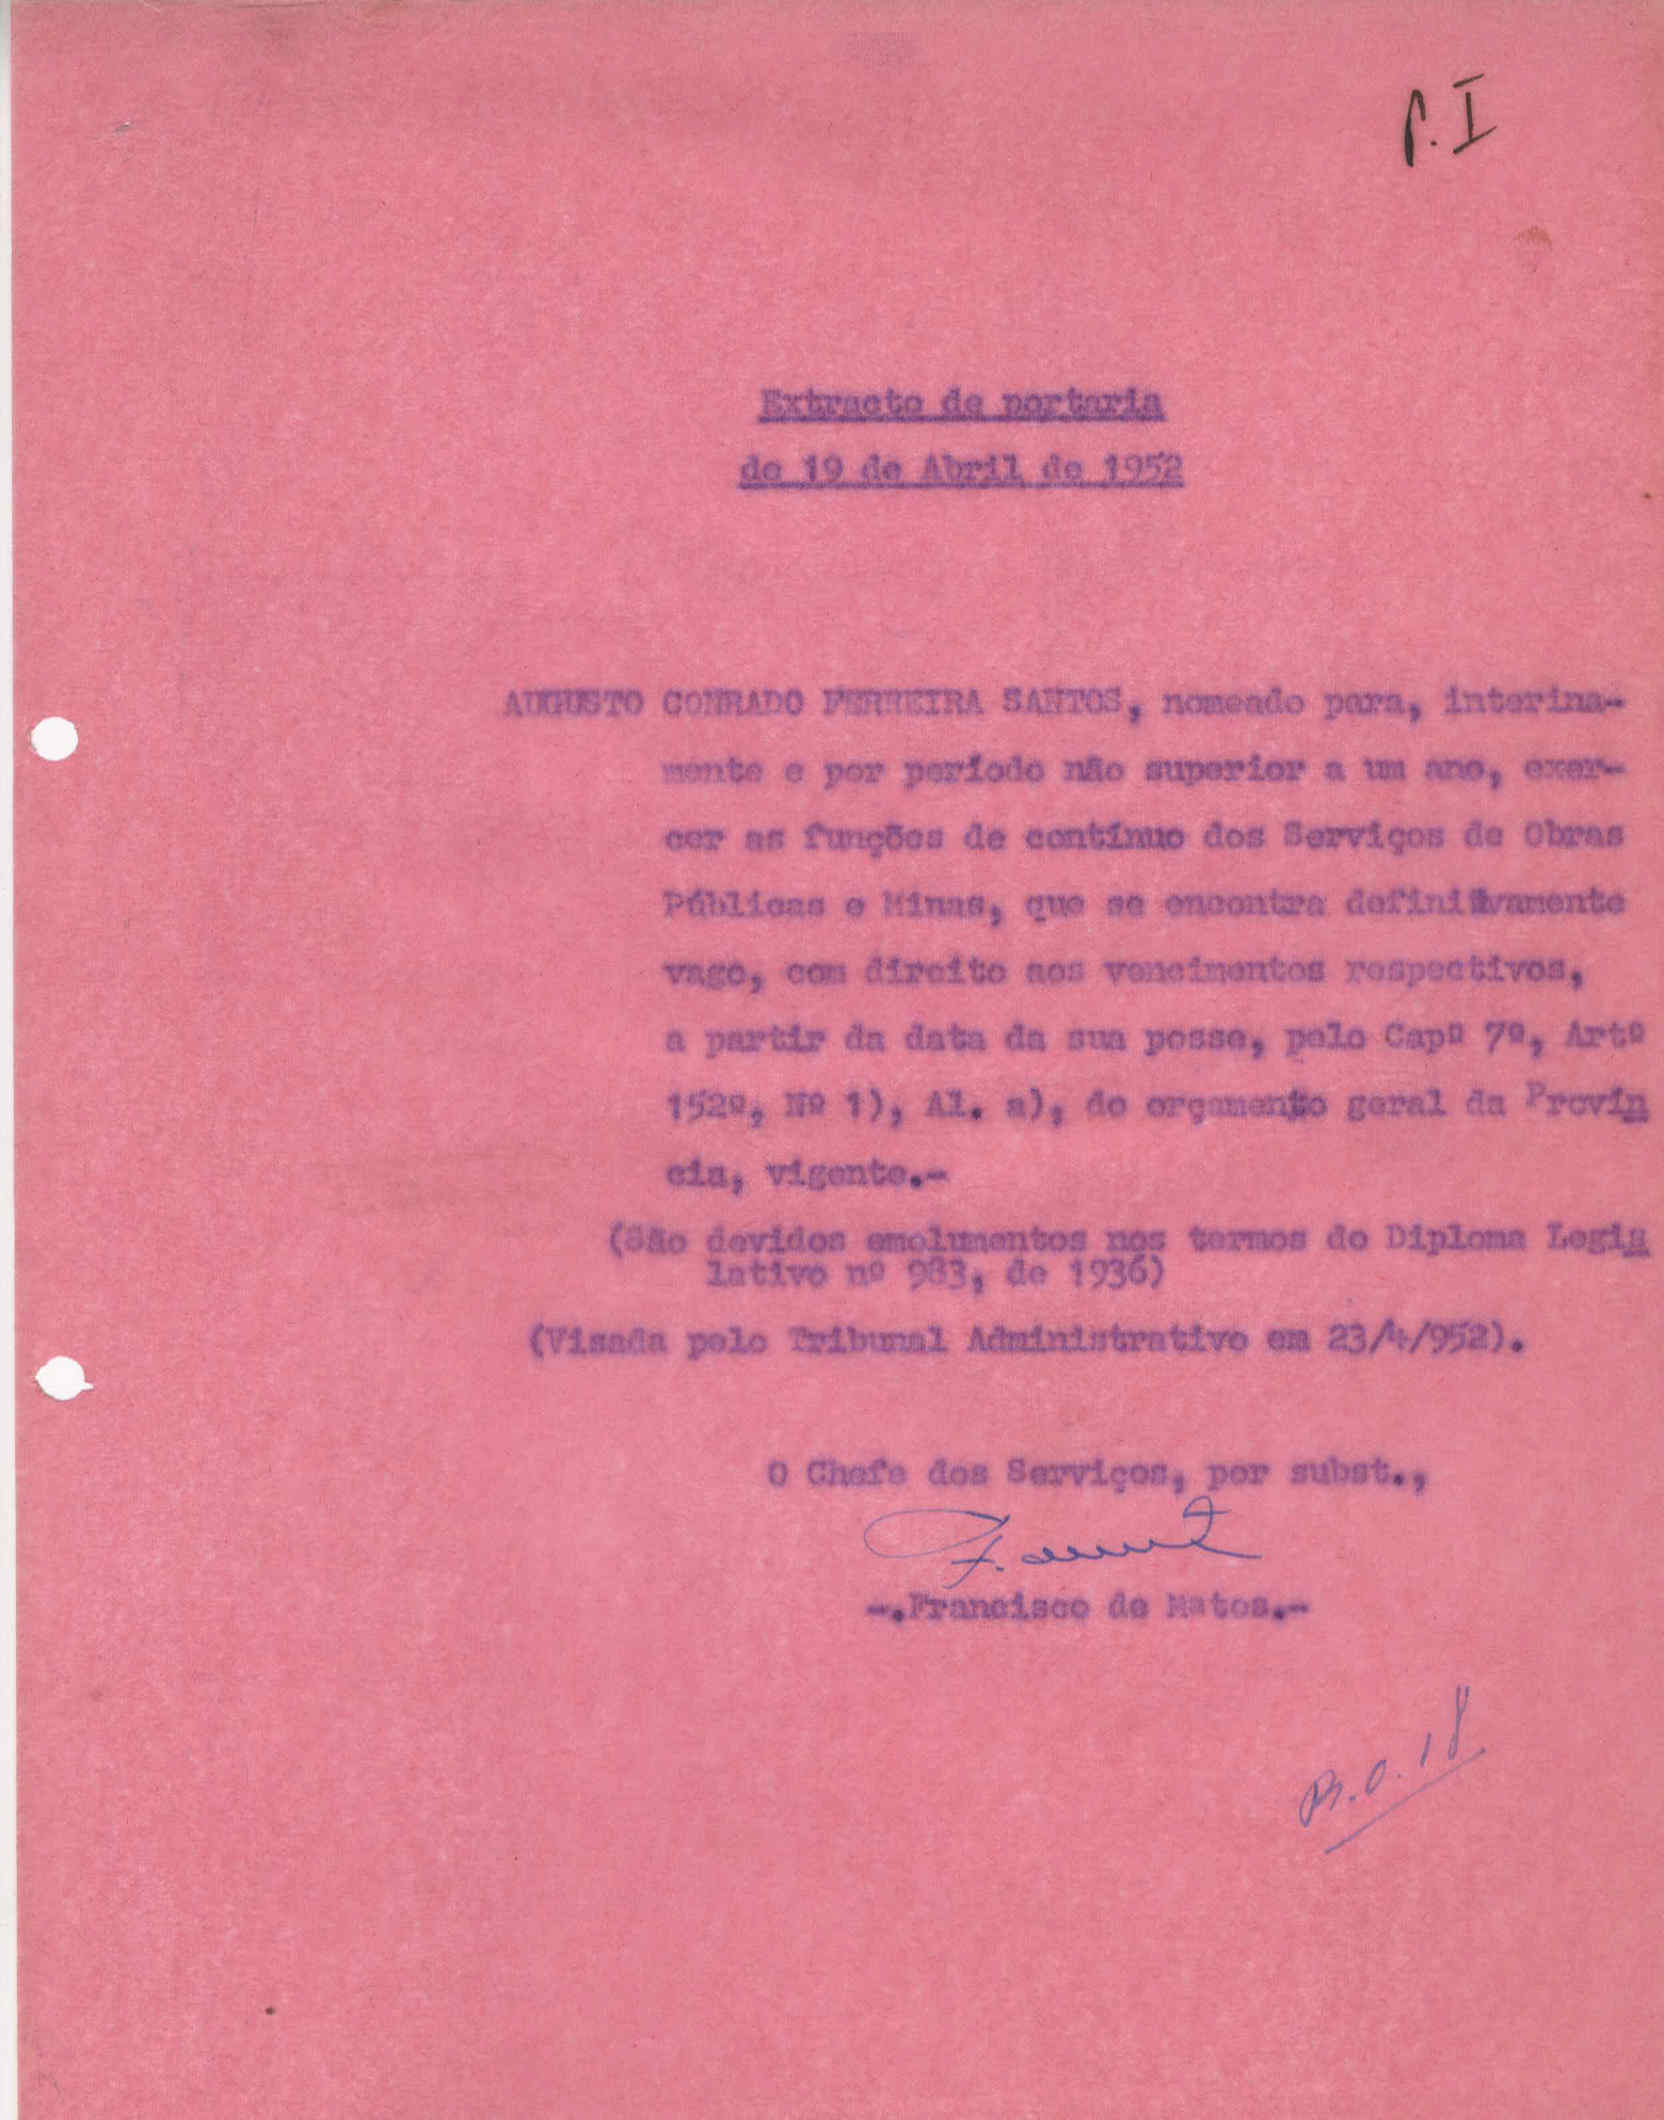 P. I
Extracto de portaria
de 19 de Abril de 1952
AUGUSTO CONRADO FERREIRA SANTOS, nomeado para, interina-
mente e por período não superior a um ano, exer-
cer as funções de contínuo dos Serviços de Obras
Públicas e Minas, que se encontra definitivamente
vago, com direito aos vencimentos respectivos,
a partir da data da sua posse, pelo Capº 7º, Artº
152º, Nº 1), Al. a), do orçamento geral da Provín
cia, vigente.-
(São devidos emolumentos nos termos do Diploma Legis
lativo nº 983, de 1936)
(Visada pelo Tribunal Administrativo em 23/4/952).
O Chefe dos Serviços, por subst.,
-.Francisco de Matos.-
B.O. 18